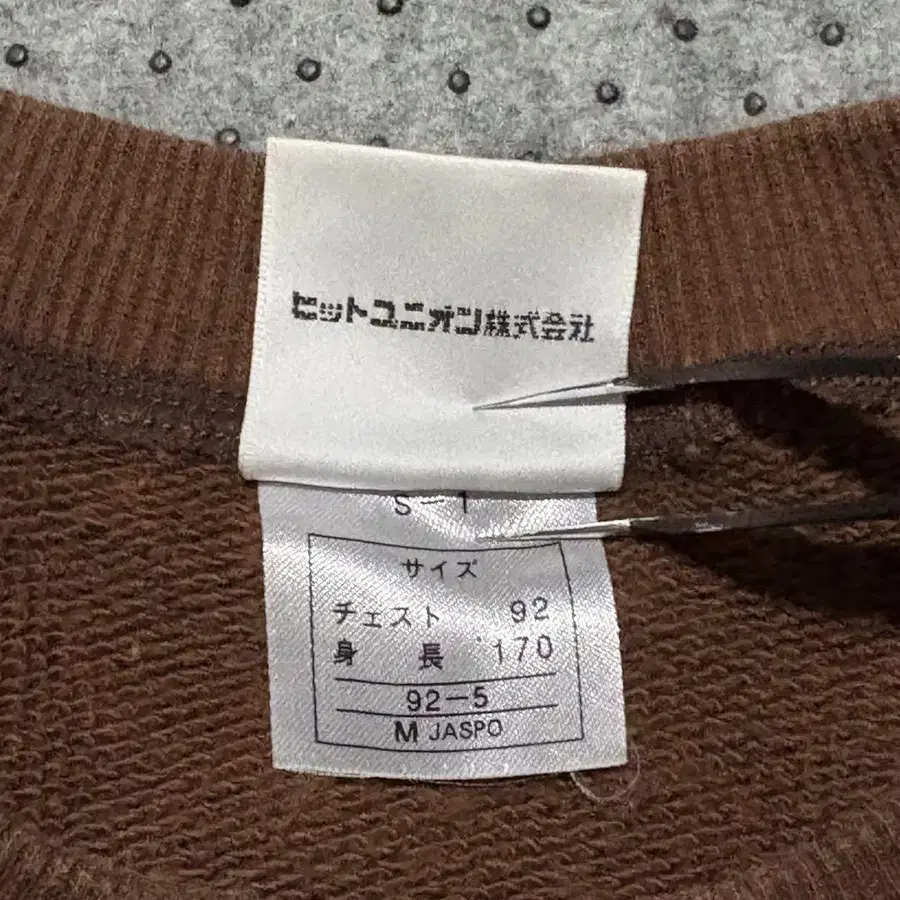 ヒットユニオン株式会社
S-1
サイズ
チェスト 92
身長 170
92-5
M JASPO